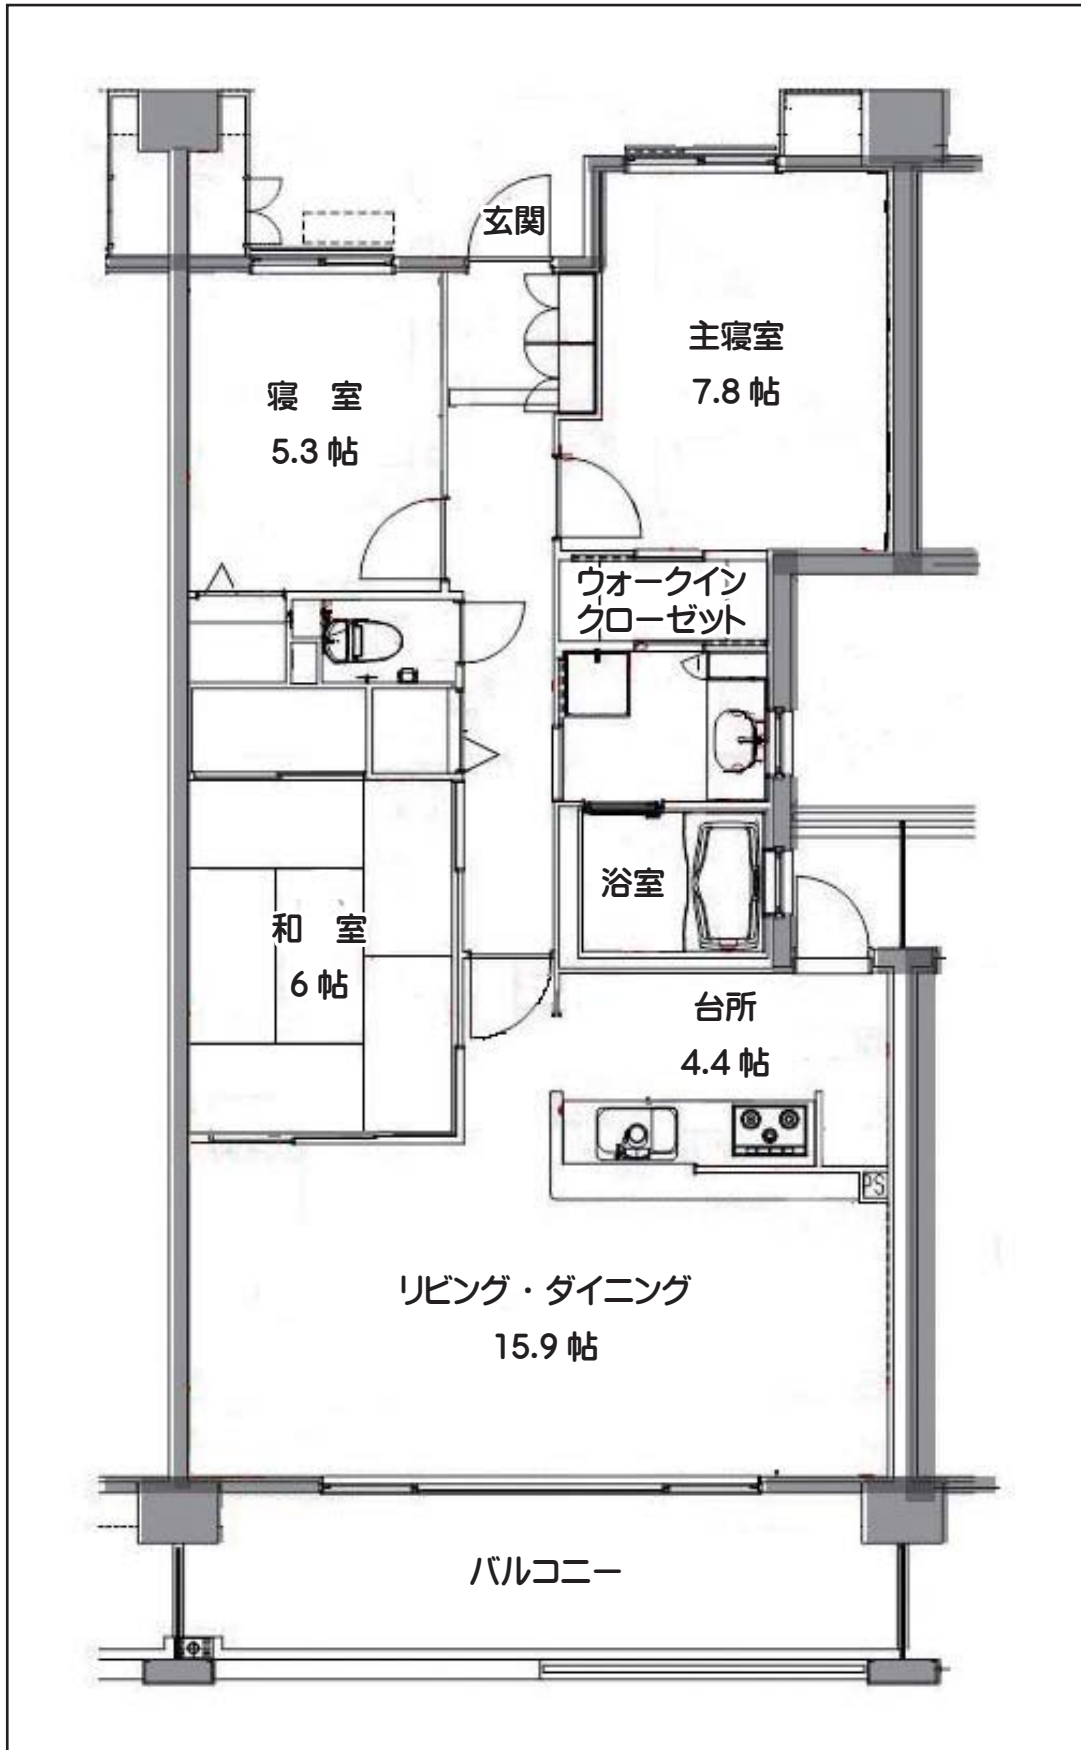 玄関
主寝室
7.8 帖
寝 室
5.3 帖
ウォークイン
クローゼット
浴室
和 室
6 帖
台所
4.4 帖
PS
リビング・ダイニング
15.9 帖
バルコニー